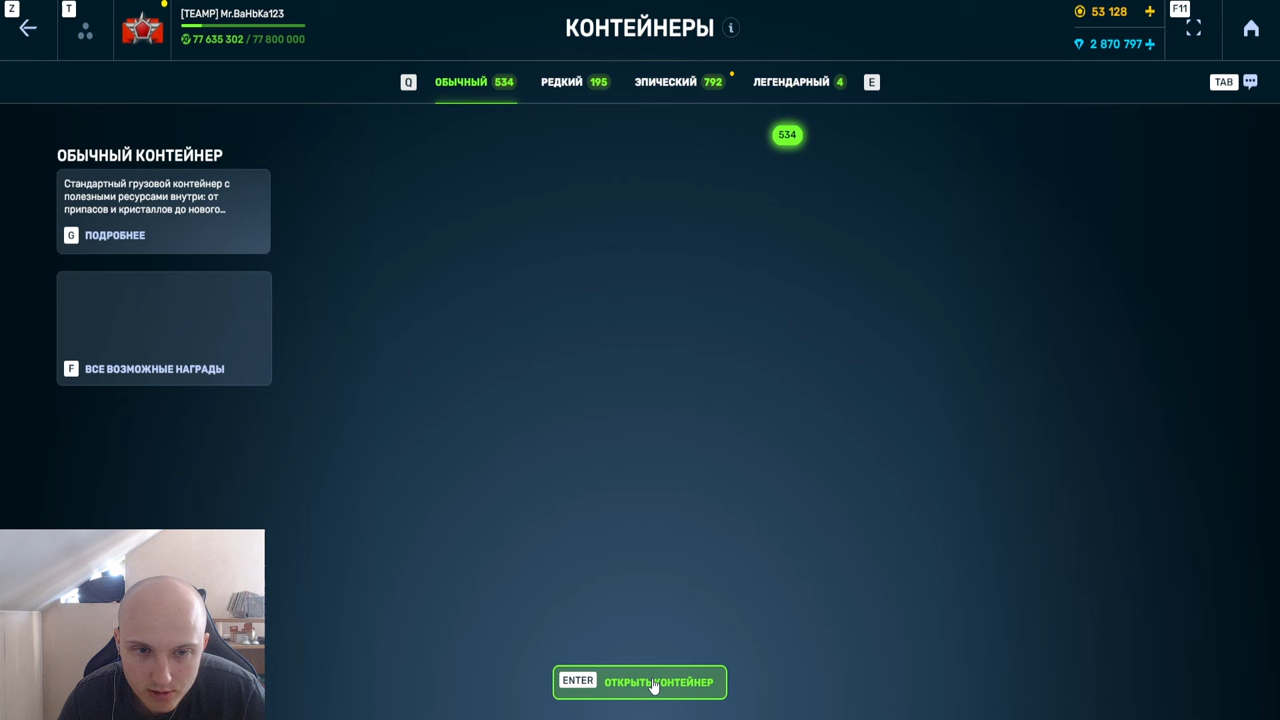 Z
T
[TEAMP] Mr.BaHbKa123
77 635 302 / 77 800 000
КОНТЕЙНЕРЫ
i
53 128 +
2 870 797 +
F11
Q
ОБЫЧНЫЙ 534
РЕДКИЙ 195
ЭПИЧЕСКИЙ 792
ЛЕГЕНДАРНЫЙ 4
E
TAB
534
ОБЫЧНЫЙ КОНТЕЙНЕР
Стандартный грузовой контейнер с
полезными ресурсами внутри: от
припасов и кристаллов до нового...
G ПОДРОБНЕЕ
F ВСЕ ВОЗМОЖНЫЕ НАГРАДЫ
ENTER ОТКРЫТЬ КОНТЕЙНЕР